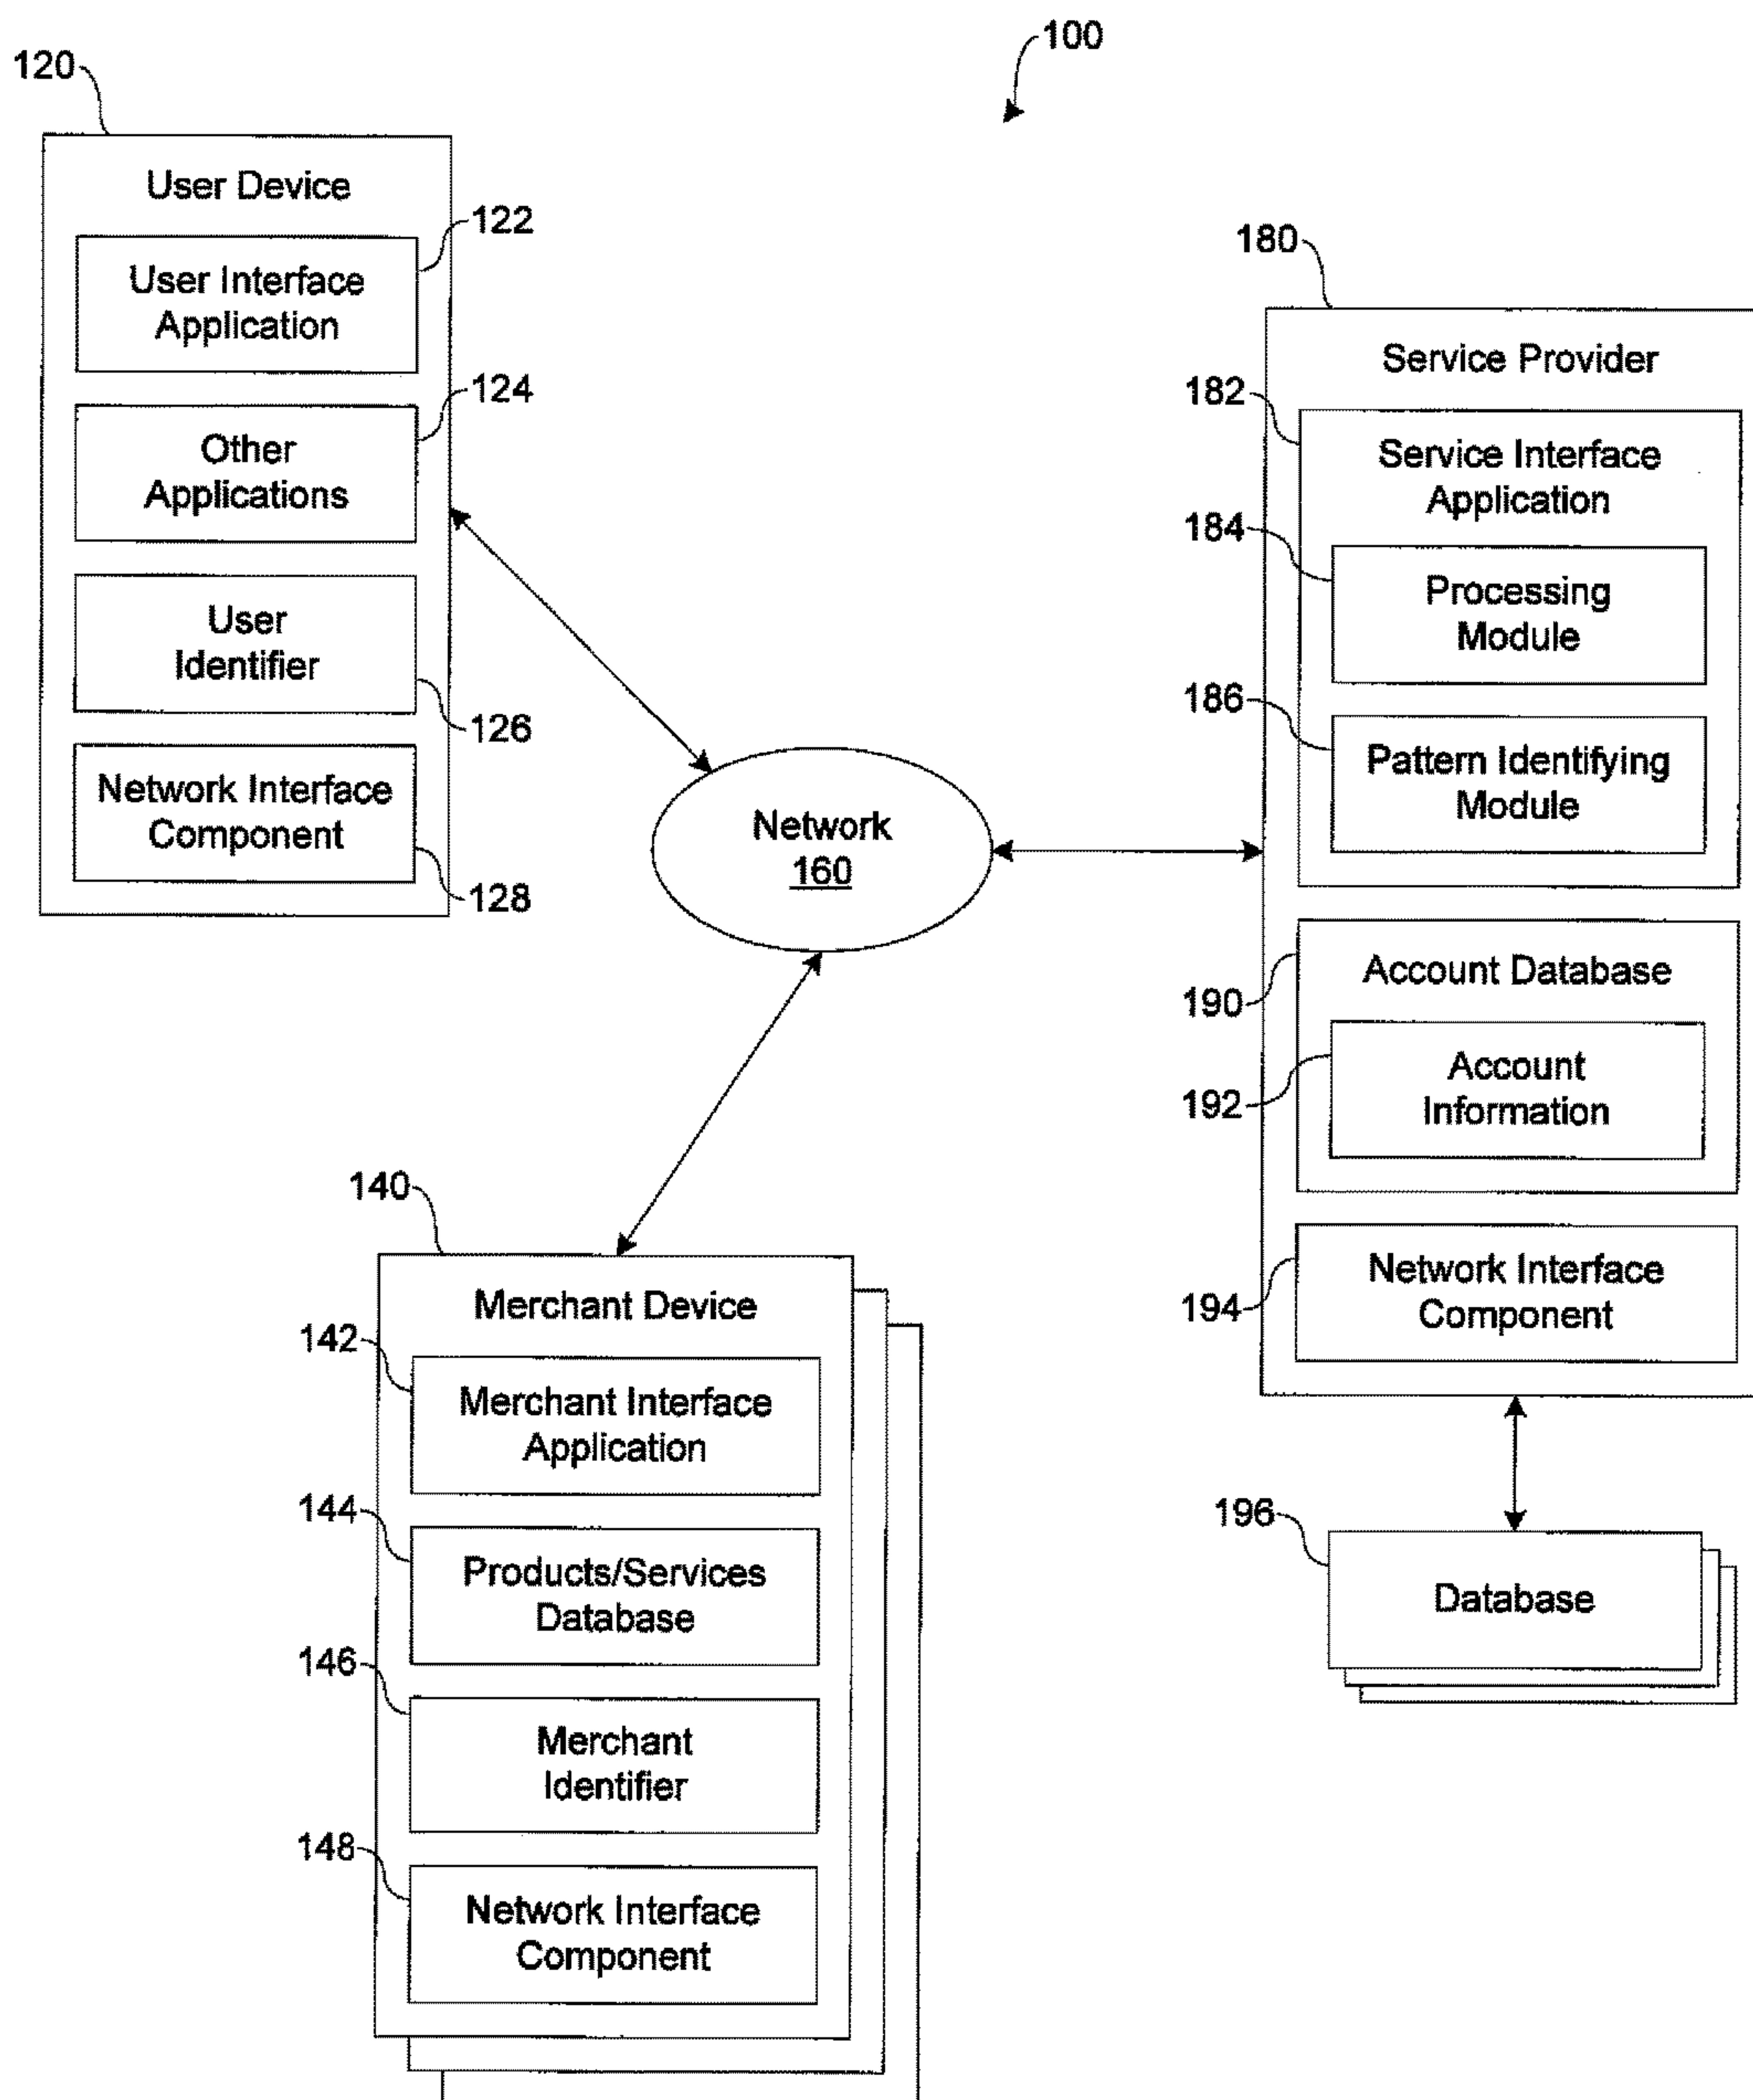 100
120
User Device
122
User Interface
Application
124
Other
Applications
User
Identifier
126
Network Interface
Component
128
Network
160
180
Service Provider
182
Service Interface
Application
184
Processing
Module
186
Pattern Identifying
Module
190
Account Database
192
Account
Information
194
Network Interface
Component
196
Database
140
Merchant Device
142
Merchant Interface
Application
144
Products/Services
Database
146
Merchant
Identifier
148
Network Interface
Component